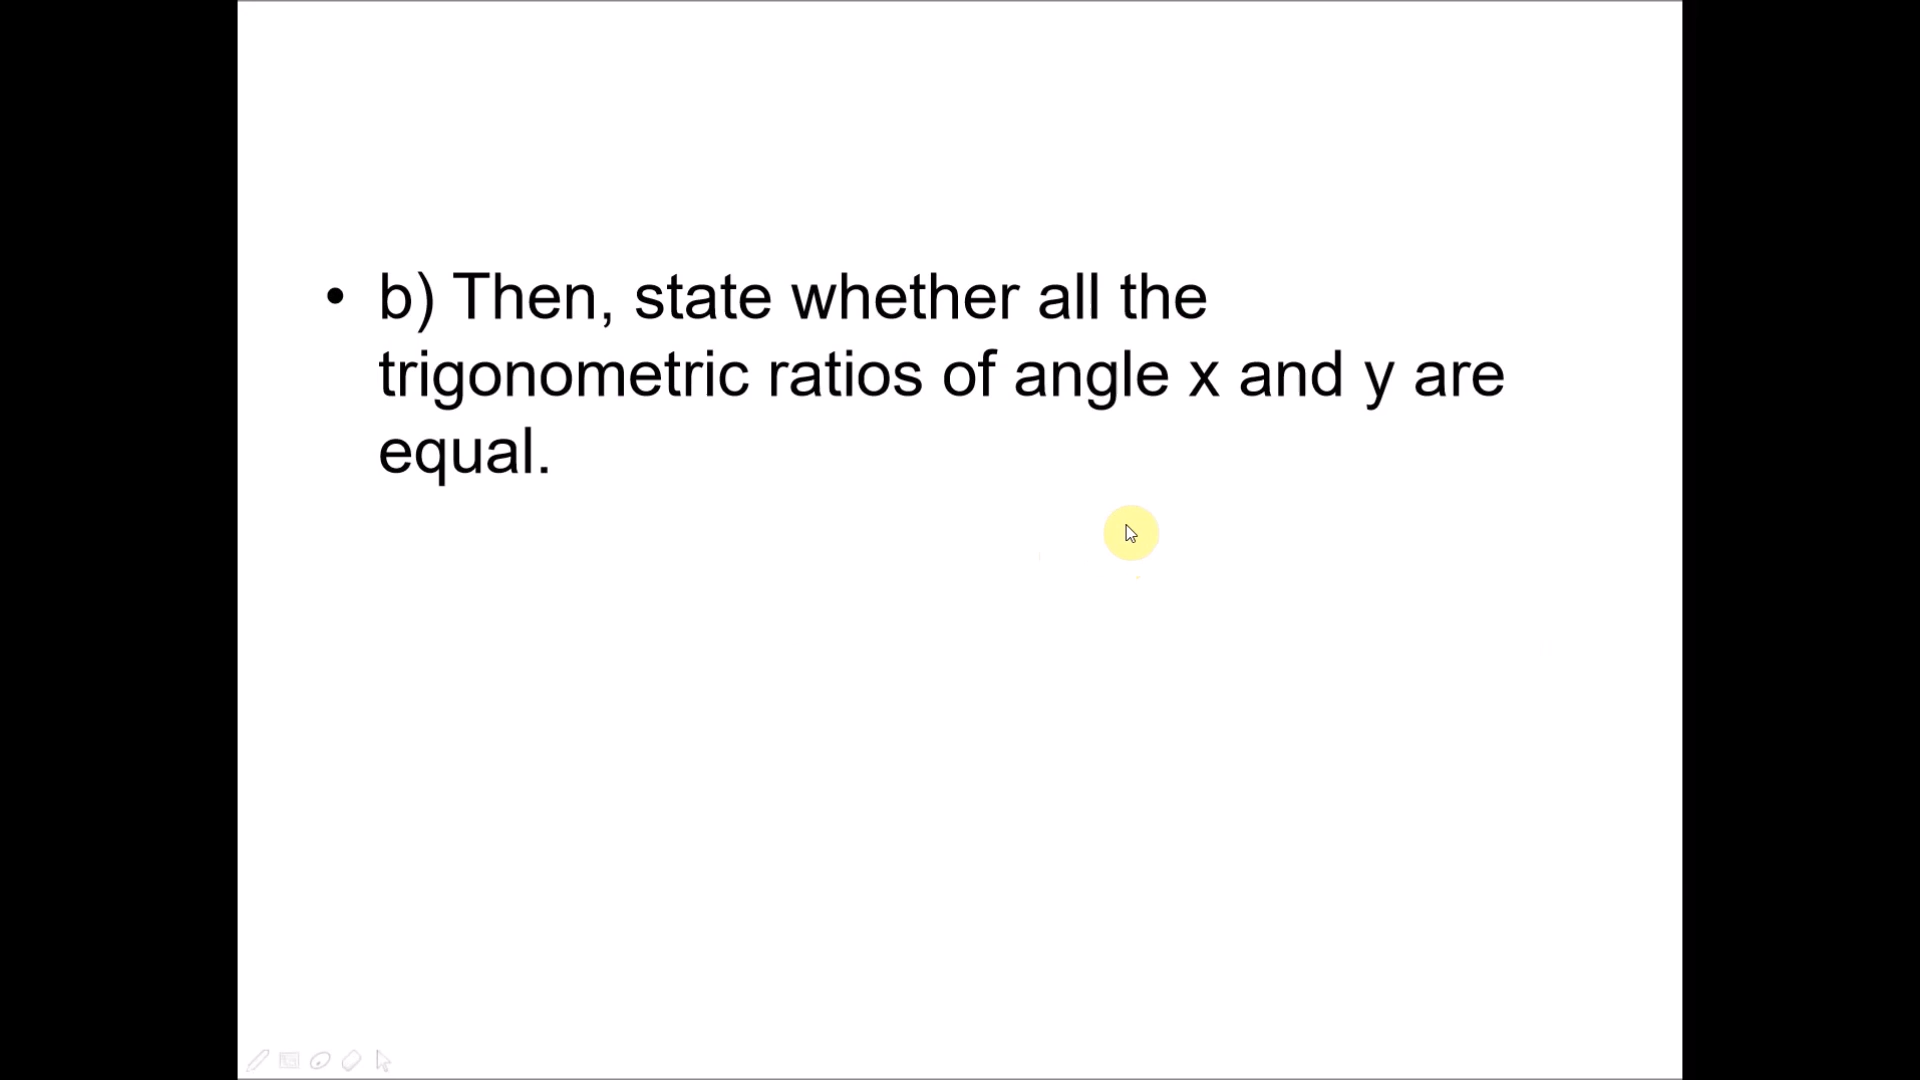 • b) Then, state whether all the
trigonometric ratios of angle x and y are
equal.